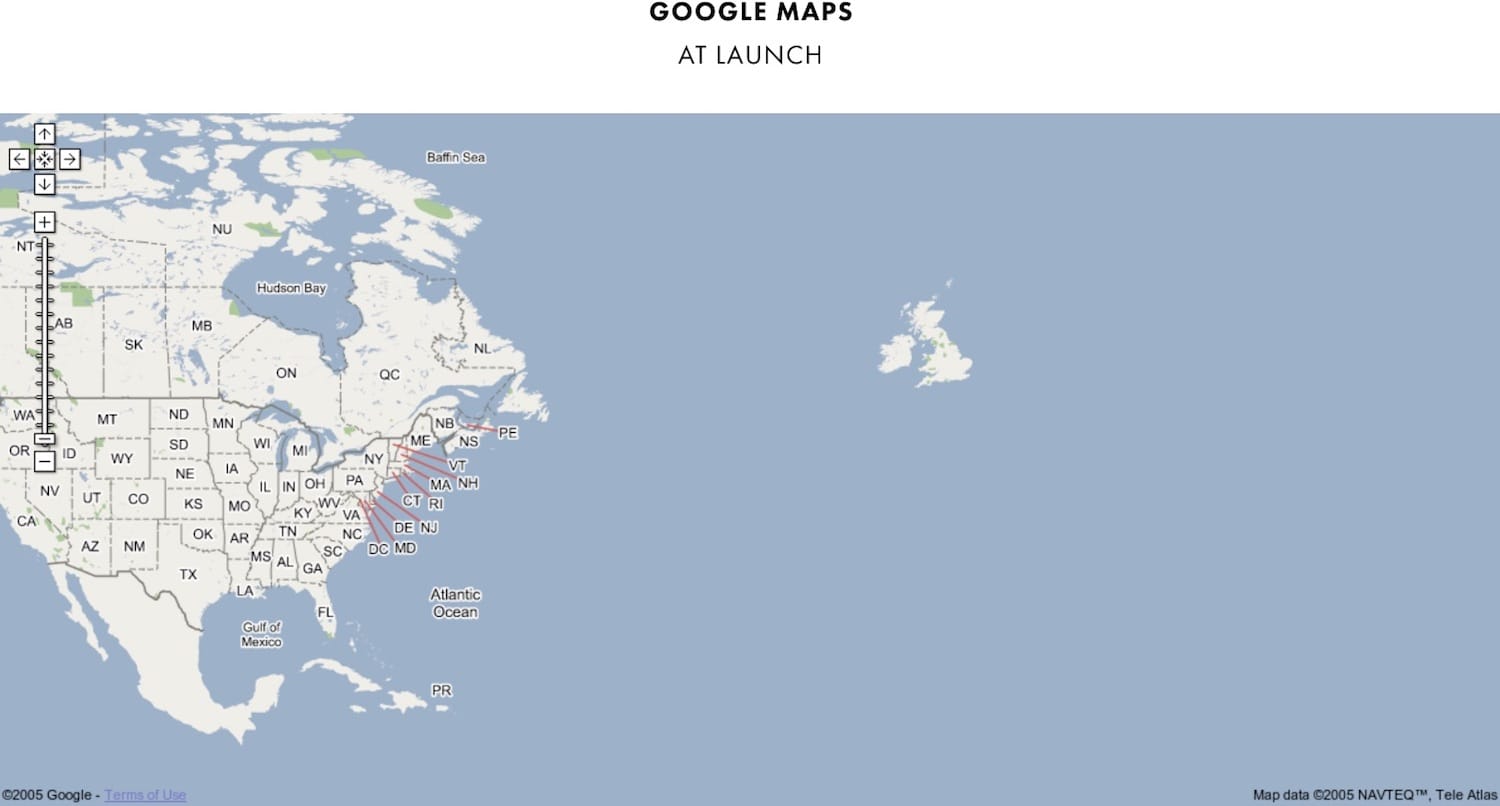 GOOGLE MAPS
AT LAUNCH
Baffin Sea
NU
NT
Hudson Bay
AB
MB
SK
NL
ON
QC
WA
MT
ND
MN
NB
PE
OR
ID
SD
WI
MI
ME
NS
WY
NY
VT
NE
IA
PA
MA
NH
NV
UT
CO
IL
IN
OH
CT
RI
KS
MO
WV
KY
VA
CA
OK
AR
TN
NC
DE
NJ
AZ
NM
MS
AL
GA
SC
DC
MD
TX
LA
FL
Atlantic
Ocean
Gulf of
Mexico
PR
©2005 Google - Terms of Use
Map data ©2005 NAVTEQ™, Tele Atlas